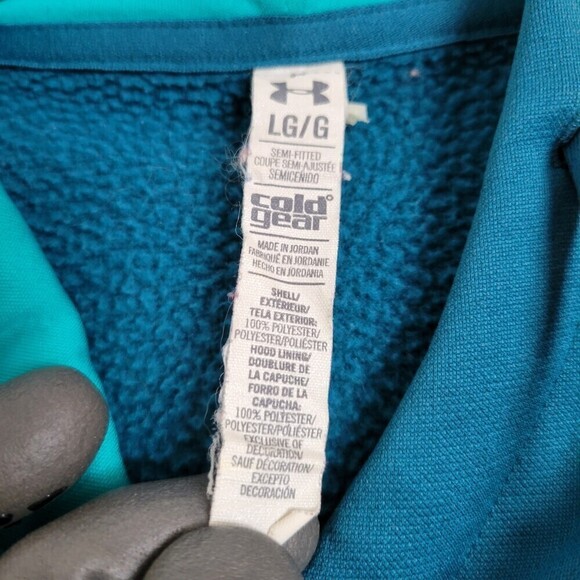 LG/G
SEMI-FITTED
COUPE SEMI-AJUSTÉE
SEMICEÑIDO
cold
gear
MADE IN JORDAN
FABRIQUÉ EN JORDANIE
HECHO EN JORDANIA
SHELL/
EXTÉRIEUR/
TELA EXTERIOR:
100% POLYESTER/
POLYESTER/POLIÉSTER
HOOD LINING/
DOUBLURE DE
LA CAPUCHE/
FORRO DE LA
CAPUCHA:
100% POLYESTER/
POLYESTER/POLIÉSTER
EXCLUSIVE OF
DECORATION/
SAUF DÉCORATION/
EXCEPTO
DECORACIÓN